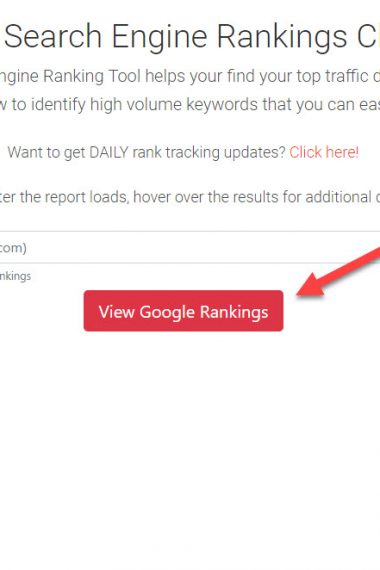 Search Engine Rankings C
ngine Ranking Tool helps your find your top traffic d
w to identify high volume keywords that you can eas
Want to get DAILY rank tracking updates? Click here!
ter the report loads, hover over the results for additional d
com)
nkings
View Google Rankings